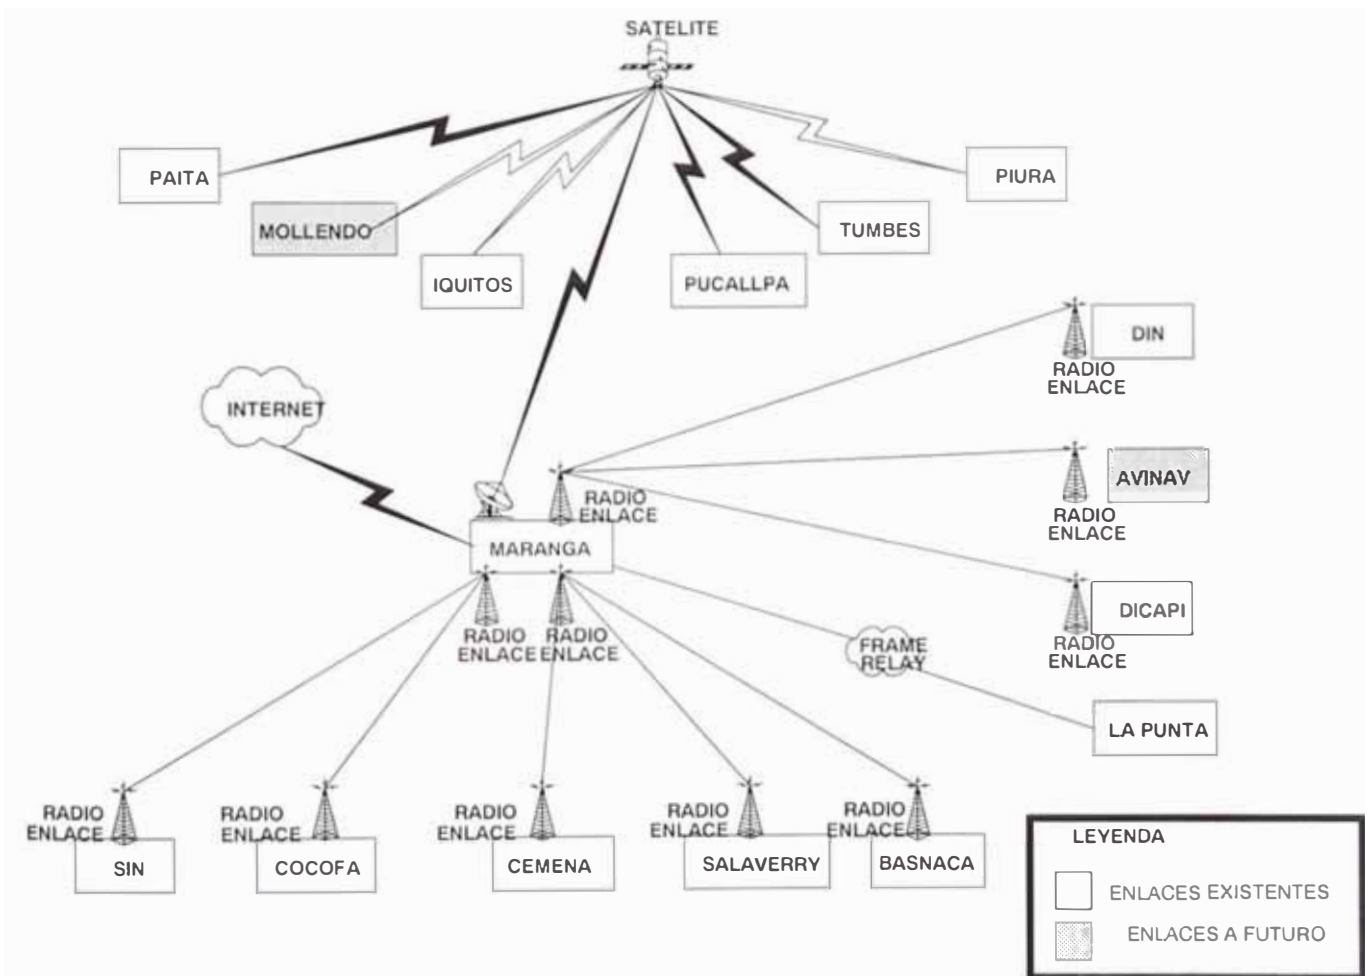 SATELITE
PAITA
PIURA
MOLLENDO
TUMBES
IQUITOS
PUCALLPA
DIN
RADIO
ENLACE
INTERNET
AVINAV
RADIO
ENLACE
RADIO
ENLACE
MARANGA
DICAPI
RADIO
ENLACE
RADIO
ENLACE
RADIO
ENLACE
FRAME
RELAY
LA PUNTA
RADIO
ENLACE
RADIO
ENLACE
RADIO
ENLACE
RADIO
ENLACE
RADIO
ENLACE
SIN
COCOFA
CEMENA
SALAVERRY
BASNACA
LEYENDA
ENLACES EXISTENTES
ENLACES A FUTURO